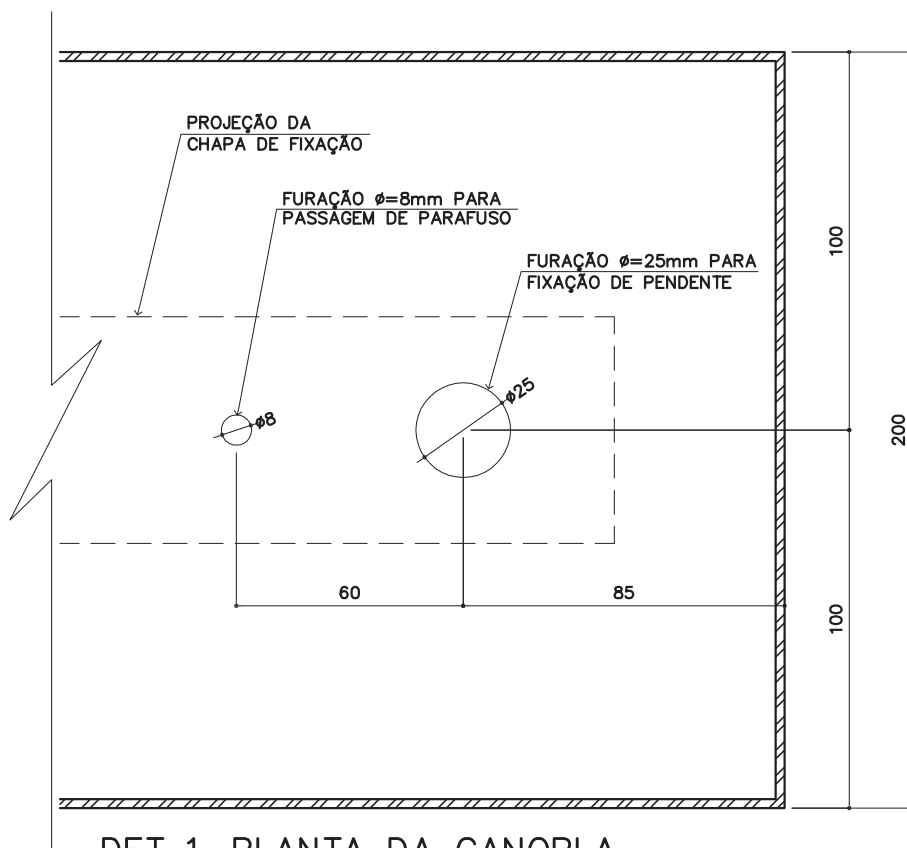 PROJEÇÃO DA
CHAPA DE FIXAÇÃO
FURAÇÃO ø=8mm PARA
PASSAGEM DE PARAFUSO
FURAÇÃO ø=25mm PARA
FIXAÇÃO DE PENDENTE
100
ø25
ø8
200
60
85
100
DET 1 PLANTA DA CANOPLA